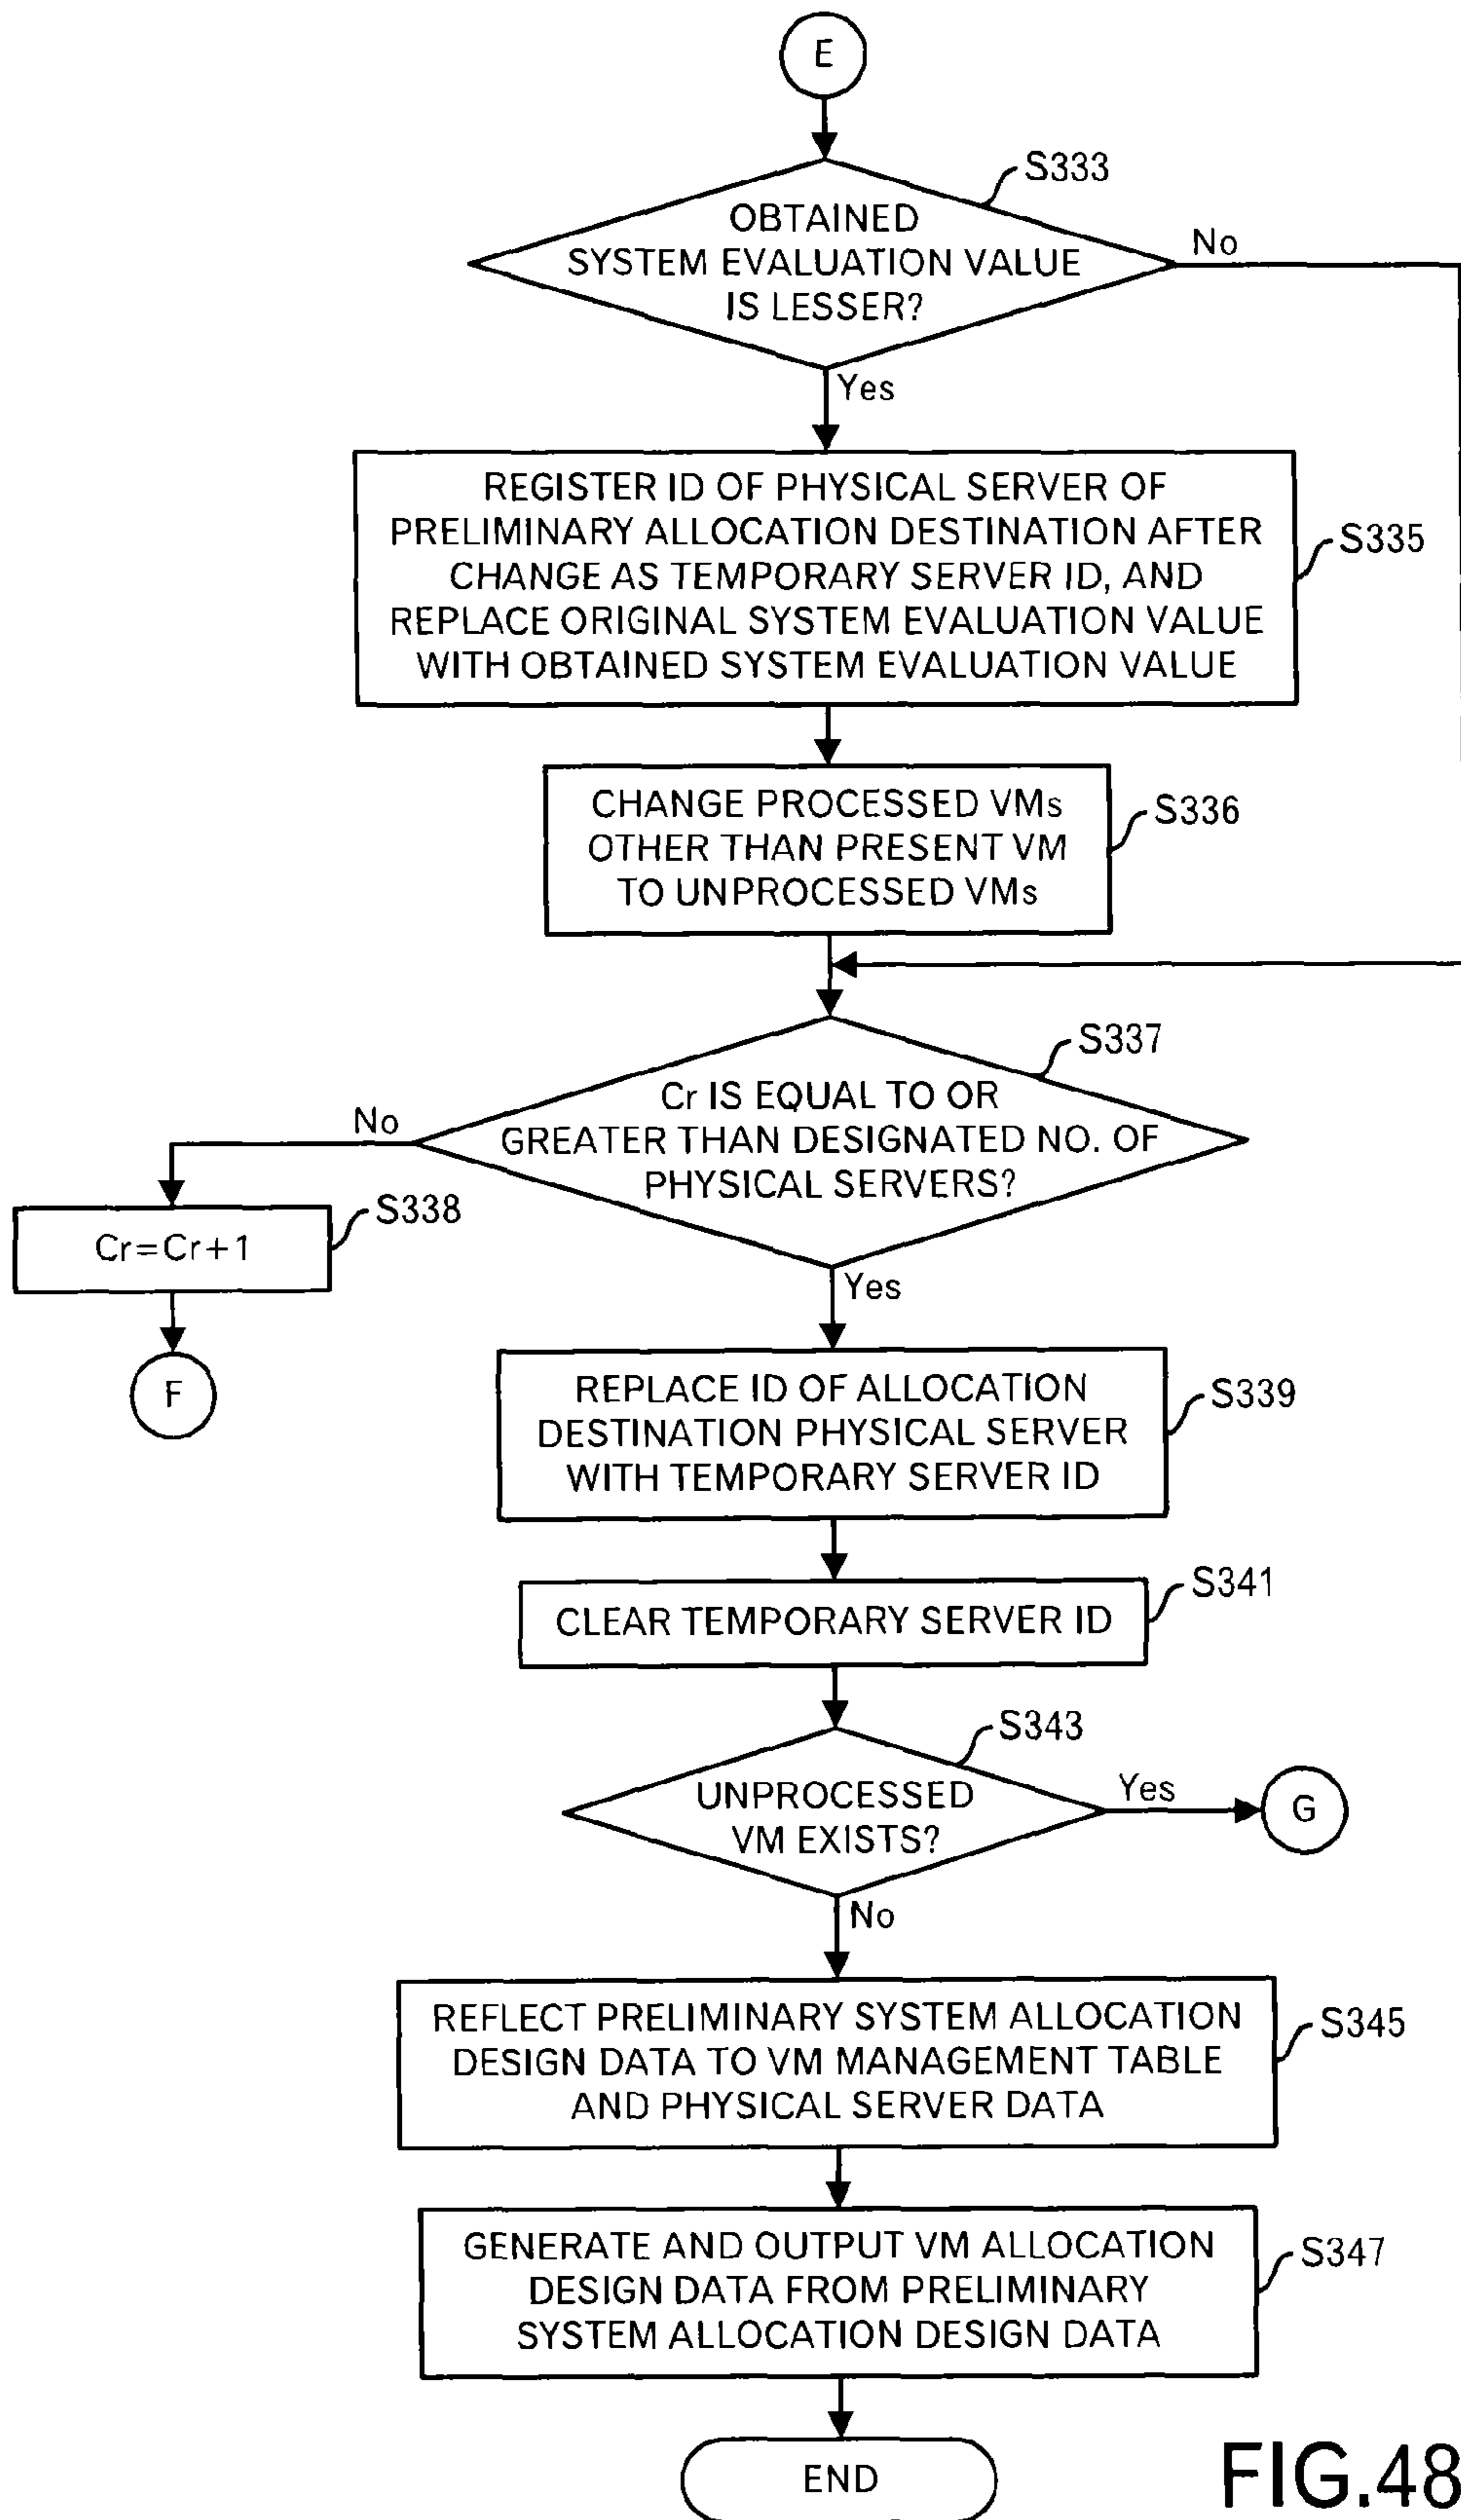 E
S333
OBTAINED
SYSTEM EVALUATION VALUE
IS LESSER?
No
Yes
REGISTER ID OF PHYSICAL SERVER OF
PRELIMINARY ALLOCATION DESTINATION AFTER
CHANGE AS TEMPORARY SERVER ID, AND
REPLACE ORIGINAL SYSTEM EVALUATION VALUE
WITH OBTAINED SYSTEM EVALUATION VALUE
S335
CHANGE PROCESSED VMs
OTHER THAN PRESENT VM
TO UNPROCESSED VMs
S336
S337
Cr IS EQUAL TO OR
GREATER THAN DESIGNATED NO. OF
PHYSICAL SERVERS?
No
S338
Cr=Cr+1
F
Yes
REPLACE ID OF ALLOCATION
DESTINATION PHYSICAL SERVER
WITH TEMPORARY SERVER ID
S339
S341
CLEAR TEMPORARY SERVER ID
S343
UNPROCESSED
VM EXISTS?
Yes
G
No
REFLECT PRELIMINARY SYSTEM ALLOCATION
DESIGN DATA TO VM MANAGEMENT TABLE
AND PHYSICAL SERVER DATA
S345
GENERATE AND OUTPUT VM ALLOCATION
DESIGN DATA FROM PRELIMINARY
SYSTEM ALLOCATION DESIGN DATA
S347
END
FIG.48